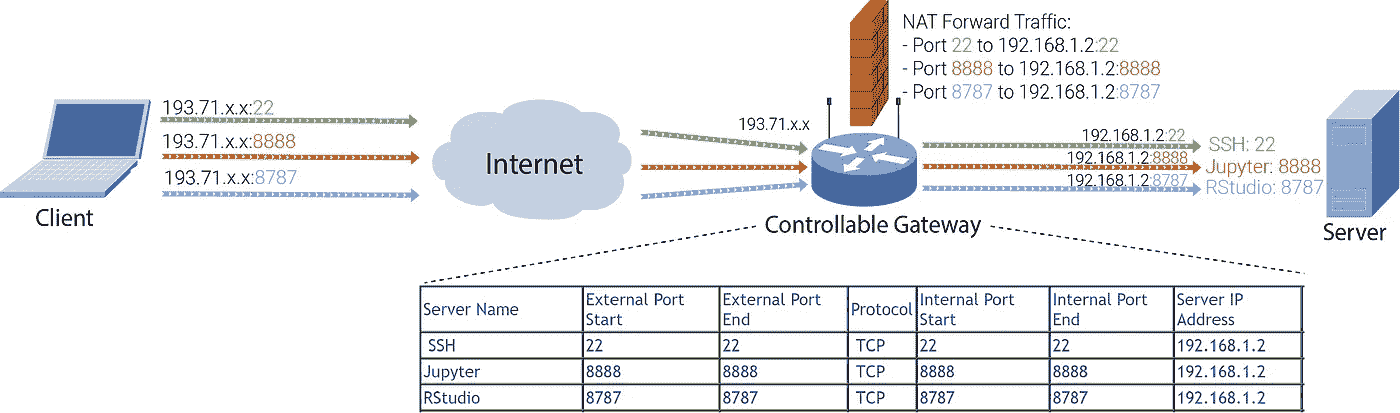 NAT Forward Traffic:
- Port 22 to 192.168.1.2:22
- Port 8888 to 192.168.1.2:8888
- Port 8787 to 192.168.1.2:8787
193.71.x.x:22
193.71.x.x:8888
193.71.x.x:8787
Client
Internet
193.71.x.x
Controllable Gateway
192.168.1.2:22
192.168.1.2:8888
192.168.1.2:8787
SSH: 22
Jupyter: 8888
RStudio: 8787
Server
Server Name External Port Start External Port End Protocol Internal Port Start Internal Port End Server IP Address
SSH 22 22 TCP 22 22 192.168.1.2
Jupyter 8888 8888 TCP 8888 8888 192.168.1.2
RStudio 8787 8787 TCP 8787 8787 192.168.1.2